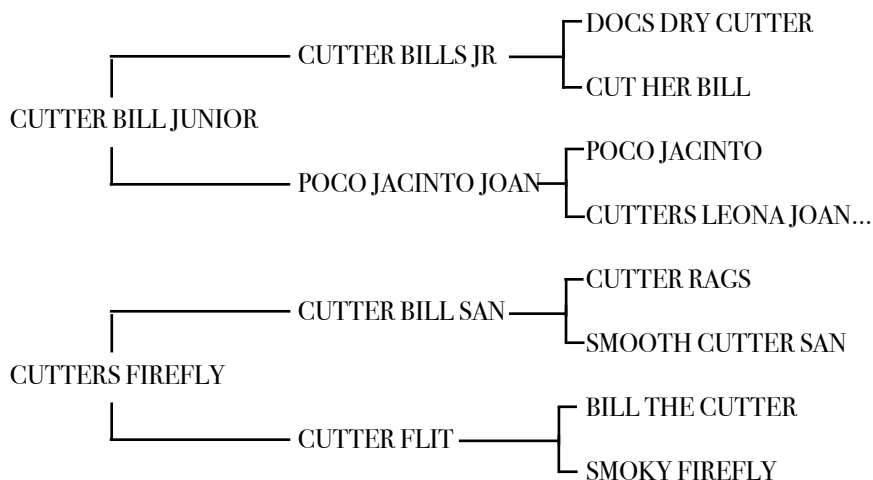 DOCS DRY CUTTER
CUTTER BILLS JR
CUT HER BILL
CUTTER BILL JUNIOR
POCO JACINTO
POCO JACINTO JOAN
CUTTERS LEONA JOAN...
CUTTER RAGS
CUTTER BILL SAN
SMOOTH CUTTER SAN
CUTTERS FIREFLY
BILL THE CUTTER
CUTTER FLIT
SMOKY FIREFLY